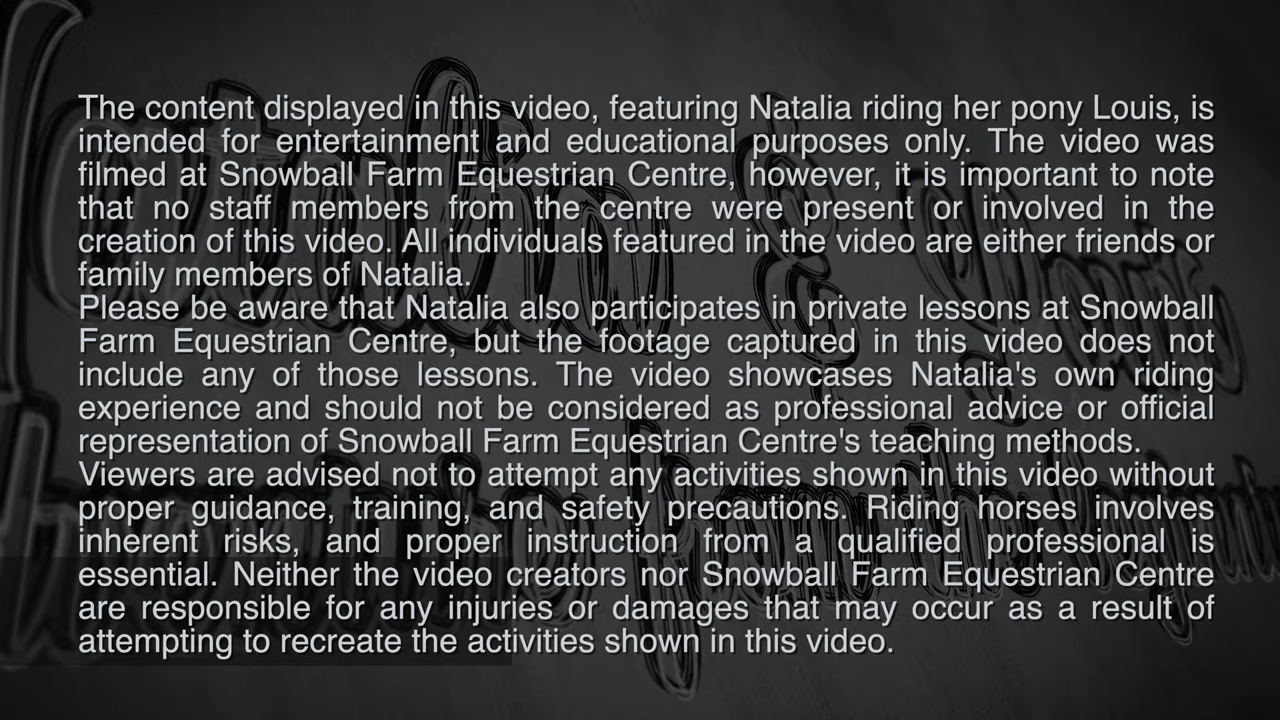 The content displayed in this video, featuring Natalia riding her pony Louis, is
intended for entertainment and educational purposes only. The video was
filmed at Snowball Farm Equestrian Centre, however, it is important to note
that no staff members from the centre were present or involved in the
creation of this video. All individuals featured in the video are either friends or
family members of Natalia.
Please be aware that Natalia also participates in private lessons at Snowball
Farm Equestrian Centre, but the footage captured in this video does not
include any of those lessons. The video showcases Natalia's own riding
experience and should not be considered as professional advice or official
representation of Snowball Farm Equestrian Centre's teaching methods.
Viewers are advised not to attempt any activities shown in this video without
proper guidance, training, and safety precautions. Riding horses involves
inherent risks, and proper instruction from a qualified professional is
essential. Neither the video creators nor Snowball Farm Equestrian Centre
are responsible for any injuries or damages that may occur as a result of
attempting to recreate the activities shown in this video.